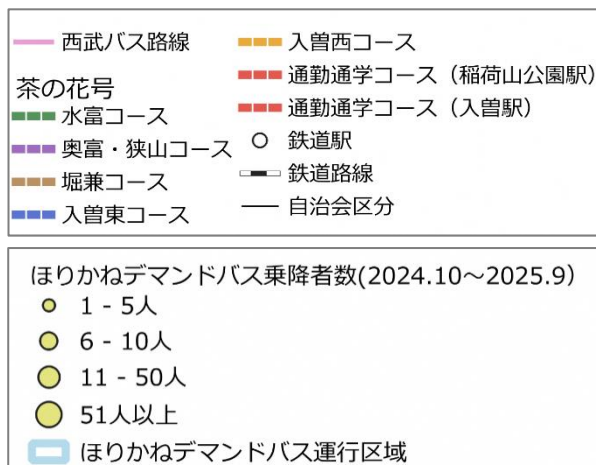 西武バス路線
茶の花号
水富コース
奥富・狭山コース
堀兼コース
入曽東コース
入曽西コース
通勤通学コース（稲荷山公園駅）
通勤通学コース（入曽駅）
鉄道駅
鉄道路線
自治会区分
ほりかねデマンドバス乗降者数(2024.10～2025.9）
1 - 5人
6 - 10人
11 - 50人
51人以上
ほりかねデマンドバス運行区域